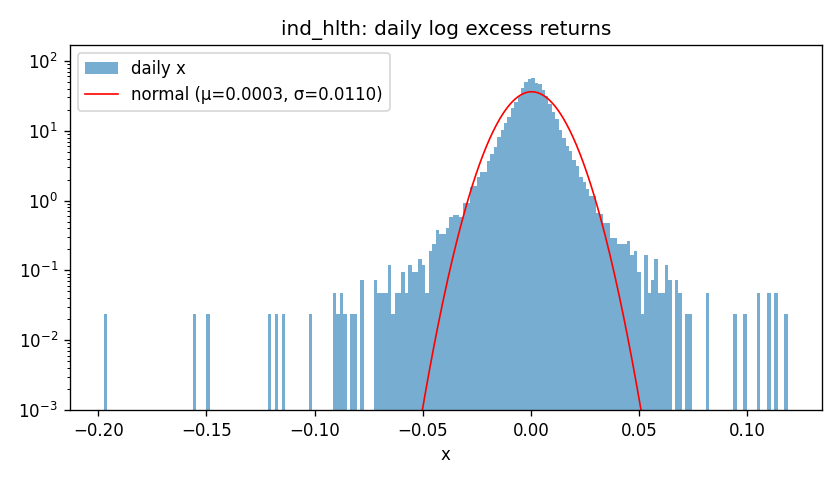 ind_hlth: daily log excess returns
daily x
normal (μ=0.0003, σ=0.0110)
10²
10¹
10⁰
10⁻¹
10⁻²
10⁻³
−0.20 −0.15 −0.10 −0.05 0.00 0.05 0.10
x